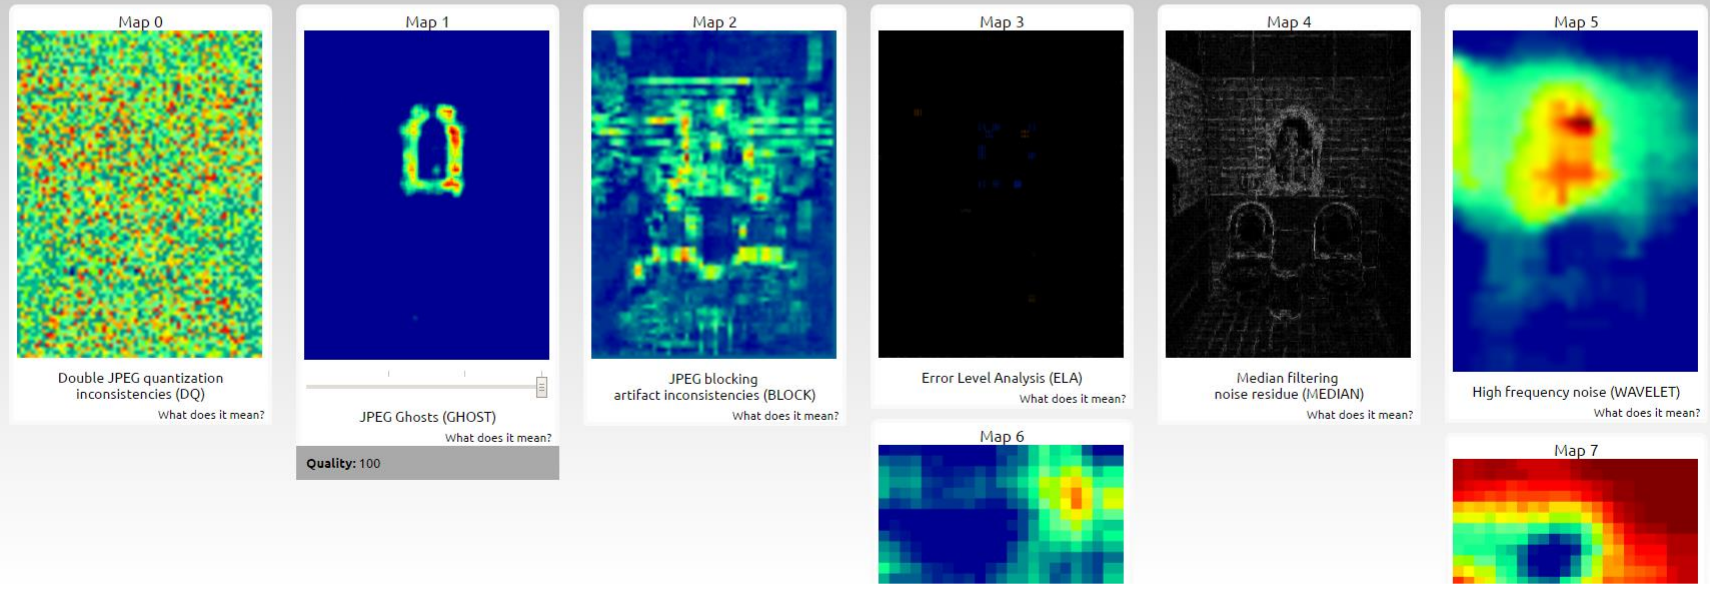 Map 0
Double JPEG quantization
inconsistencies (DQ)
What does it mean?
Map 1
JPEG Ghosts (GHOST)
What does it mean?
Quality: 100
Map 2
JPEG blocking
artifact inconsistencies (BLOCK)
What does it mean?
Map 3
Error Level Analysis (ELA)
What does it mean?
Map 6
Map 4
Median filtering
noise residue (MEDIAN)
What does it mean?
Map 5
High frequency noise (WAVELET)
What does it mean?
Map 7